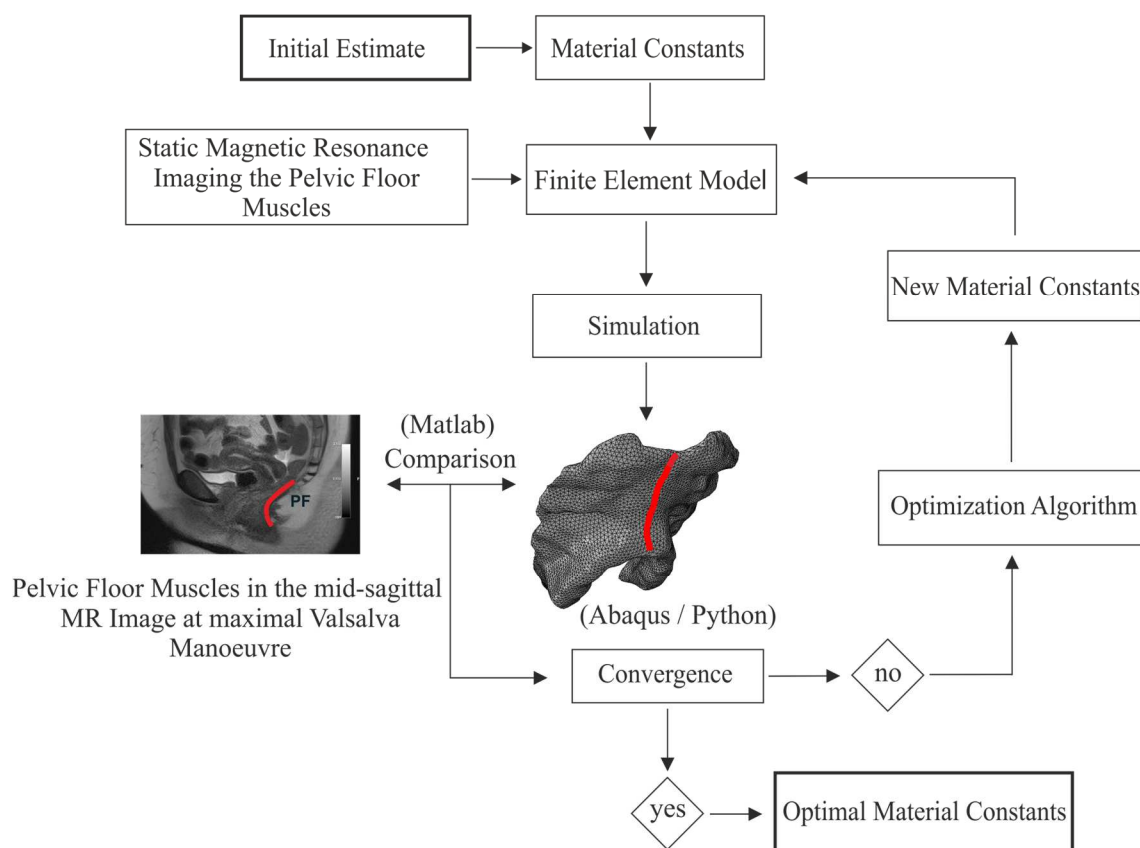 Initial Estimate
Material Constants
Static Magnetic Resonance
Imaging the Pelvic Floor
Muscles
Finite Element Model
New Material Constants
Simulation
(Matlab)
Comparison
PF
Optimization Algorithm
Pelvic Floor Muscles in the mid-sagittal
MR Image at maximal Valsalva
Manoeuvre
(Abaqus / Python)
Convergence
no
yes
Optimal Material Constants